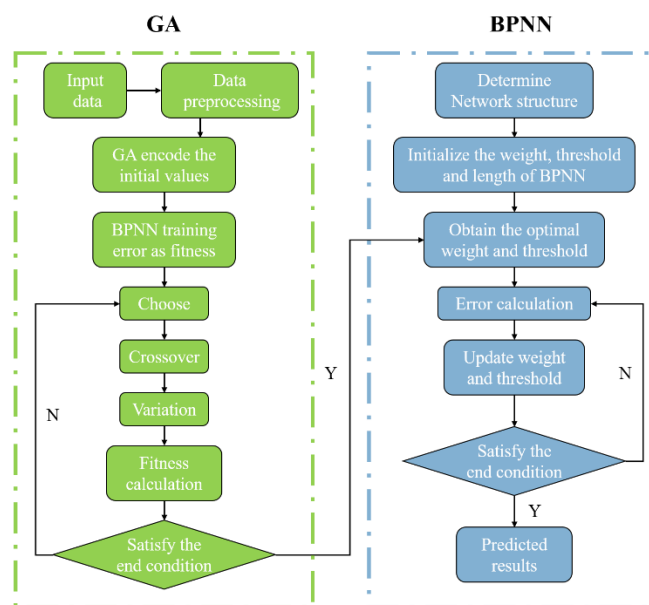 GA
Input
data
Data
preprocessing
GA encode the
initial values
BPNN training
error as fitness
Choose
Crossover
Variation
Fitness
calculation
Satisfy the
end condition
N
Y
BPNN
Determine
Network structure
Initialize the weight, threshold
and length of BPNN
Obtain the optimal
weight and threshold
Error calculation
Update weight
and threshold
Satisfy the
end condition
N
Y
Predicted
results